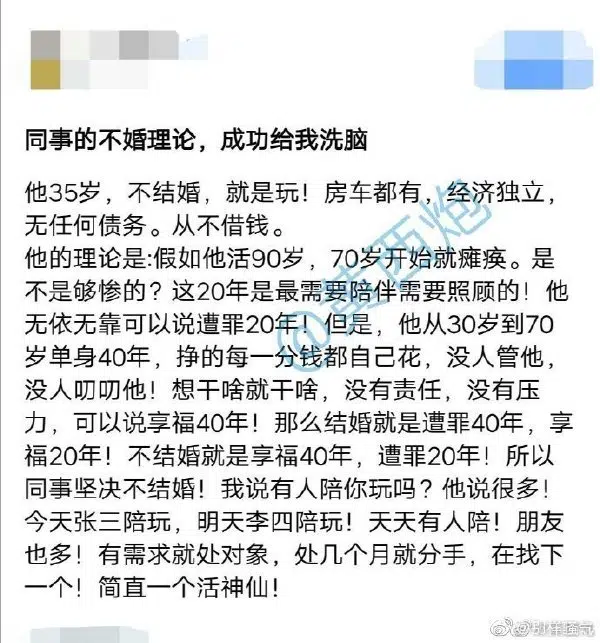 同事的不婚理论，成功给我洗脑
他35岁，不结婚，就是玩！房车都有，经济独立，
无任何债务。从不借钱。
他的理论是:假如他活90岁，70岁开始就瘫痪。是
不是够惨的？这20年是最需要陪伴需要照顾的！他
无依无靠可以说遭罪20年！但是，他从30岁到70
岁单身40年，挣的每一分钱都自己花，没人管他，
没人叨叨他！想干啥就干啥，没有责任，没有压
力，可以说享福40年！那么结婚就是遭罪40年，享
福20年！不结婚就是享福40年，遭罪20年！所以
同事坚决不结婚！我说有人陪你玩吗？他说很多！
今天张三陪玩，明天李四陪玩！天天有人陪！朋友
也多！有需求就处对象，处几个月就分手，在找下
一个！简直一个活神仙！
@黄西炮